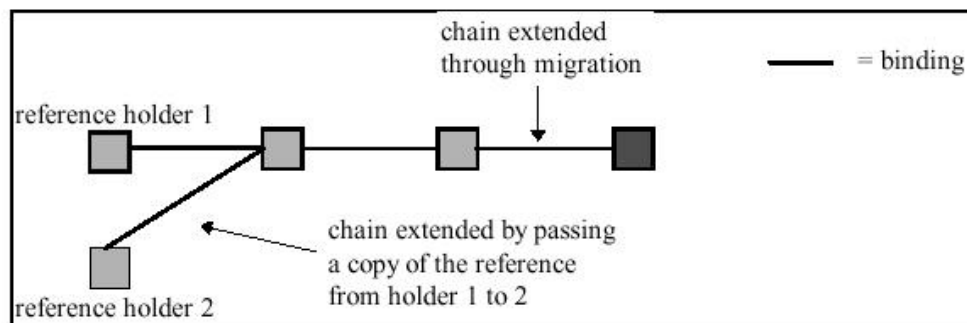 chain extended
through migration
= binding
reference holder 1
chain extended by passing
a copy of the reference
from holder 1 to 2
reference holder 2